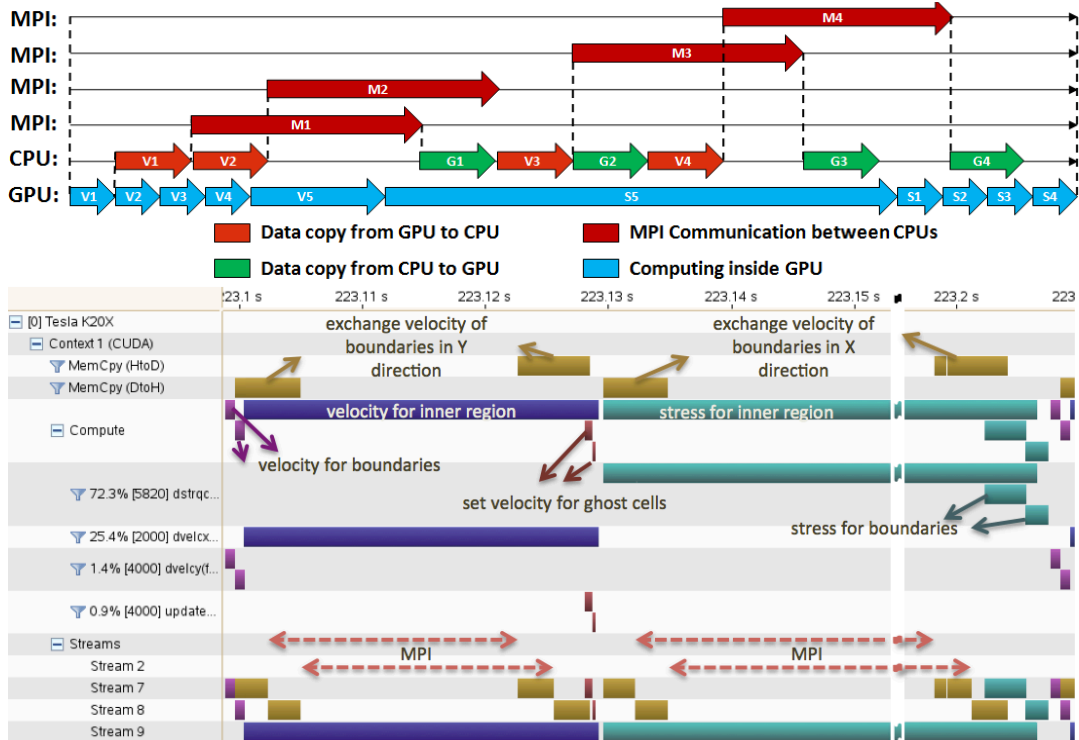 MPI: M4
MPI: M3
MPI: M2
MPI: M1
CPU: V1 V2 G1 V3 G2 V4 G3 G4
GPU: V1 V2 V3 V4 V5 S5 S1 S2 S3 S4
Data copy from GPU to CPU
MPI Communication between CPUs
Data copy from CPU to GPU
Computing inside GPU
223.1 s 223.11 s 223.12 s 223.13 s 223.14 s 223.15 s 223.2 s 223
[0] Tesla K20X
Context 1 (CUDA)
MemCpy (HtoD)
MemCpy (DtoH)
exchange velocity of
boundaries in Y
direction
exchange velocity of
boundaries in X
direction
velocity for inner region
stress for inner region
Compute
velocity for boundaries
set velocity for ghost cells
72.3% [5820] dstrqc...
stress for boundaries
25.4% [2000] dvelcx...
1.4% [4000] dvelcy(f...
0.9% [4000] update...
Streams
MPI MPI
Stream 2
Stream 7
Stream 8
Stream 9